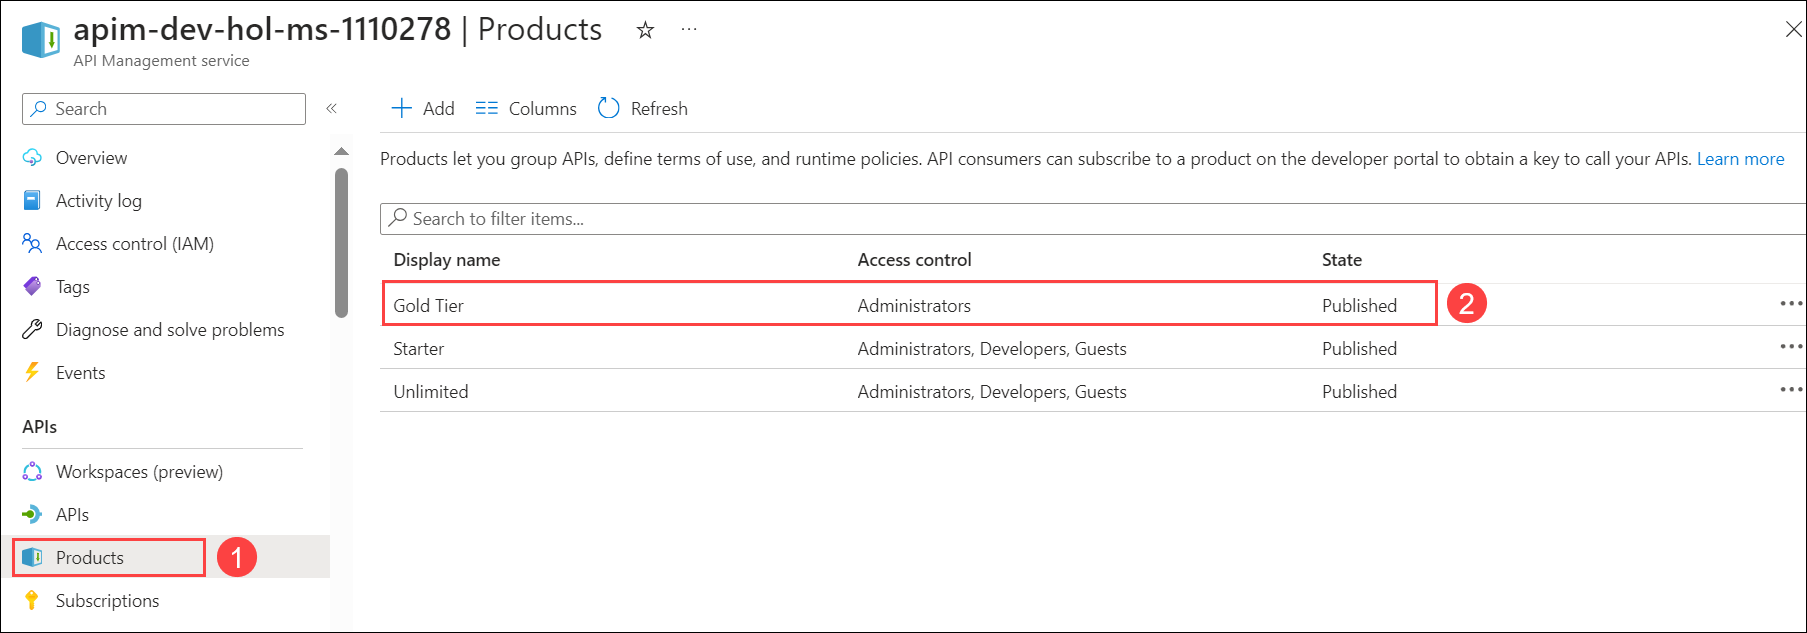 apim-dev-hol-ms-1110278 | Products
API Management service
Search
Overview
Activity log
Access control (IAM)
Tags
Diagnose and solve problems
Events
APIs
Workspaces (preview)
APIs
Products 1
Subscriptions
Add Columns Refresh
Products let you group APIs, define terms of use, and runtime policies. API consumers can subscribe to a product on the developer portal to obtain a key to call your APIs. Learn more
Search to filter items...
Display name Access control State
Gold Tier Administrators Published 2
Starter Administrators, Developers, Guests Published
Unlimited Administrators, Developers, Guests Published